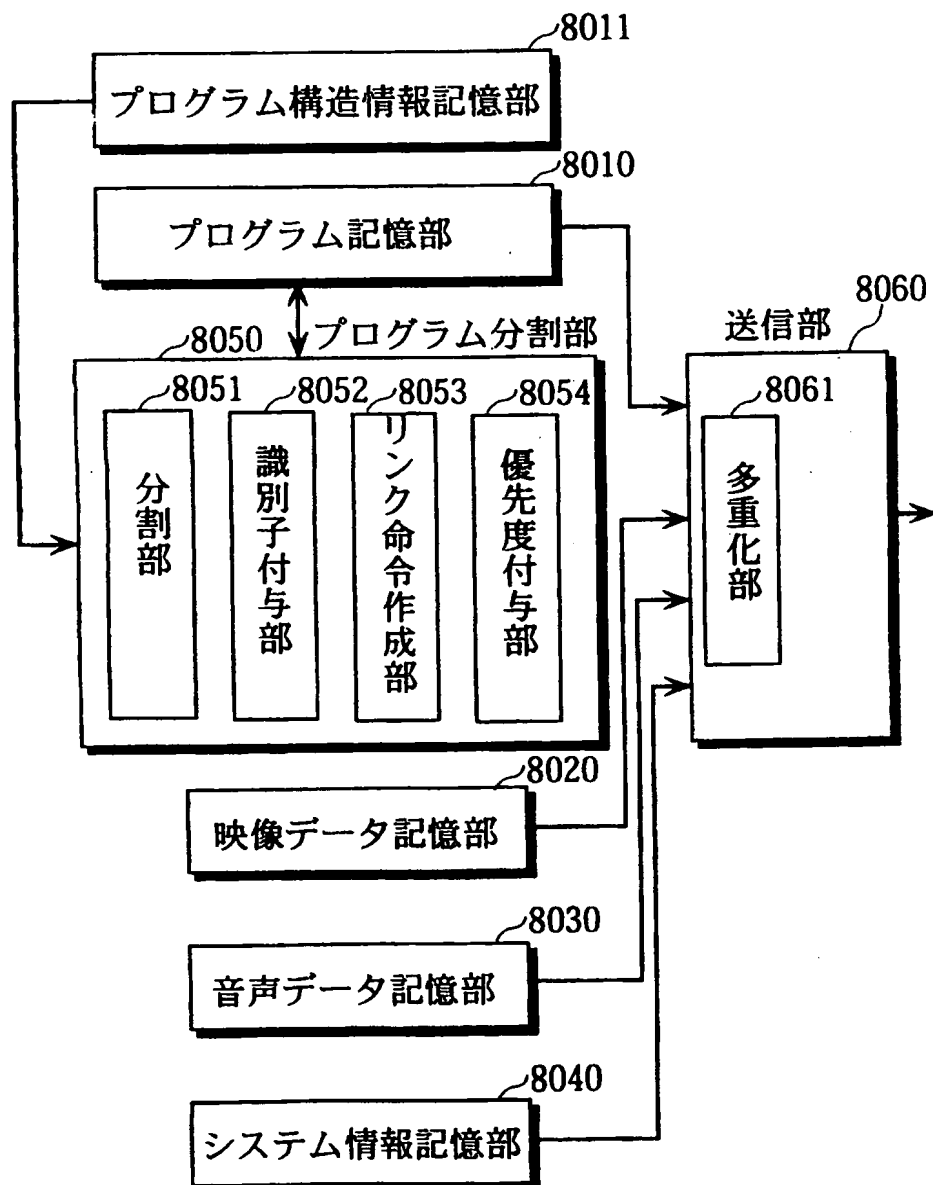 8011
プログラム構造情報記憶部
8010
プログラム記憶部
8050
プログラム分割部
8051
分割部
8052
識別子付与部
8053
リンク命令作成部
8054
優先度付与部
8060
送信部
8061
多重化部
8020
映像データ記憶部
8030
音声データ記憶部
8040
システム情報記憶部